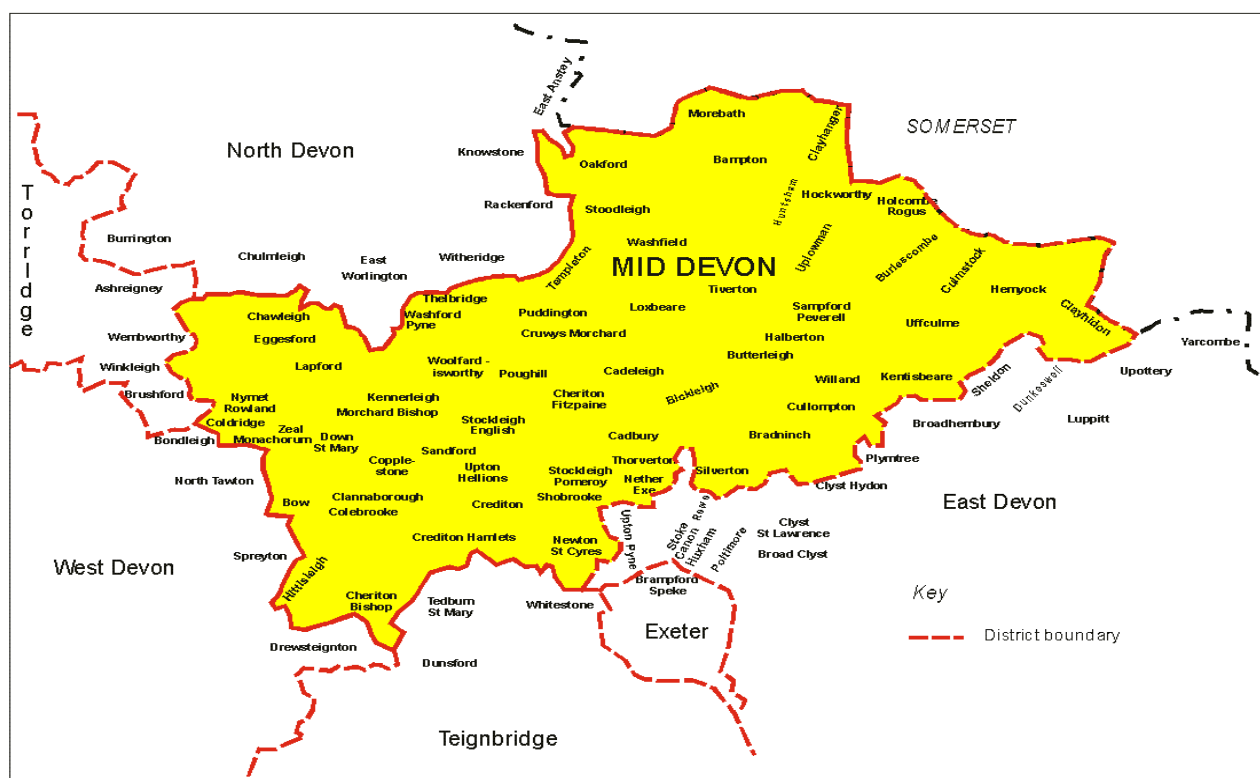 East Anstey
Morebath
Clayhanger
SOMERSET
North Devon
Knowstone
Oakford
Bampton
Torridge
Rackenford
Stoodleigh
Huntsham
Hockworthy
Holcombe
Rogus
Burrington
Chulmleigh
East
Worlington
Witheridge
Washfield
Templeton
MID DEVON
Uplowman
Burlescombe
Culmstock
Ashreigney
Thelbridge
Tiverton
Hemyock
Clayhidon
Chawleigh
Washford
Pyne
Puddington
Loxbeare
Sampford
Peverell
Uffculme
Wembworthy
Eggesford
Cruwys Morchard
Halberton
Yarcombe
Winkleigh
Lapford
Woolfard -
isworthy
Poughill
Cadeleigh
Butterleigh
Willand
Kentisbeare
Sheldon
Dunkeswell
Upottery
Brushford
Nymet
Rowland
Kennerleigh
Cheriton
Fitzpaine
Bickleigh
Cullompton
Coldridge
Morchard Bishop
Broadhembury
Luppitt
Bondleigh
Zeal
Monachorum
Down
St Mary
Stockleigh
English
Cadbury
Bradninch
Sandford
Plymtree
North Tawton
Copple-
stone
Upton
Hellions
Stockleigh
Pomeroy
Thorverton
Nether
Exe
Silverton
Clyst Hydon
Bow
Clannaborough
Colebrooke
Crediton
Shobrooke
East Devon
Upton Pyne
Stoke
Canon
Rewe
Huxham
Poltimore
Clyst
St Lawrence
Broad Clyst
Crediton Hamlets
Newton
St Cyres
Spreyton
West Devon
Hittisleigh
Cheriton
Bishop
Tedburn
St Mary
Whitestone
Brampford
Speke
Key
Exeter
District boundary
Drewsteignton
Dunsford
Teignbridge